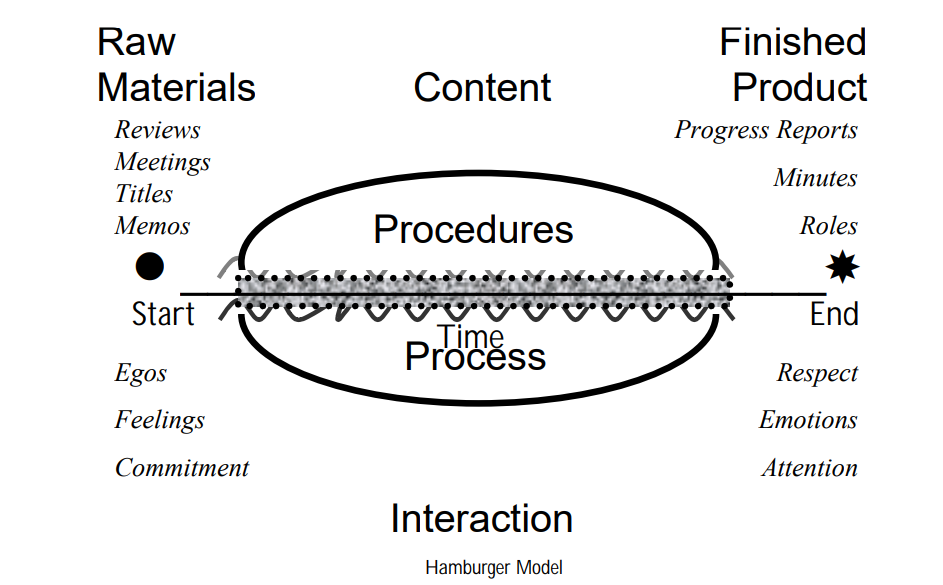 Raw
Materials
Content
Finished
Product
Reviews
Meetings
Titles
Memos
Progress Reports
Minutes
Roles
Procedures
Start
End
Time
Process
Egos
Feelings
Commitment
Respect
Emotions
Attention
Interaction
Hamburger Model